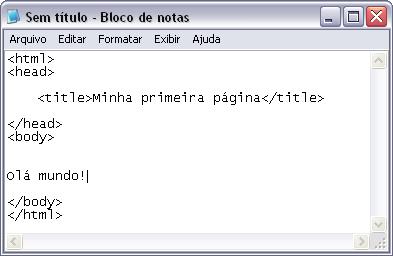 Sem título - Bloco de notas
Arquivo Editar Formatar Exibir Ajuda
<html>
<head>
<title>Minha primeira página</title>
</head>
<body>
Olá mundo!
</body>
</html>